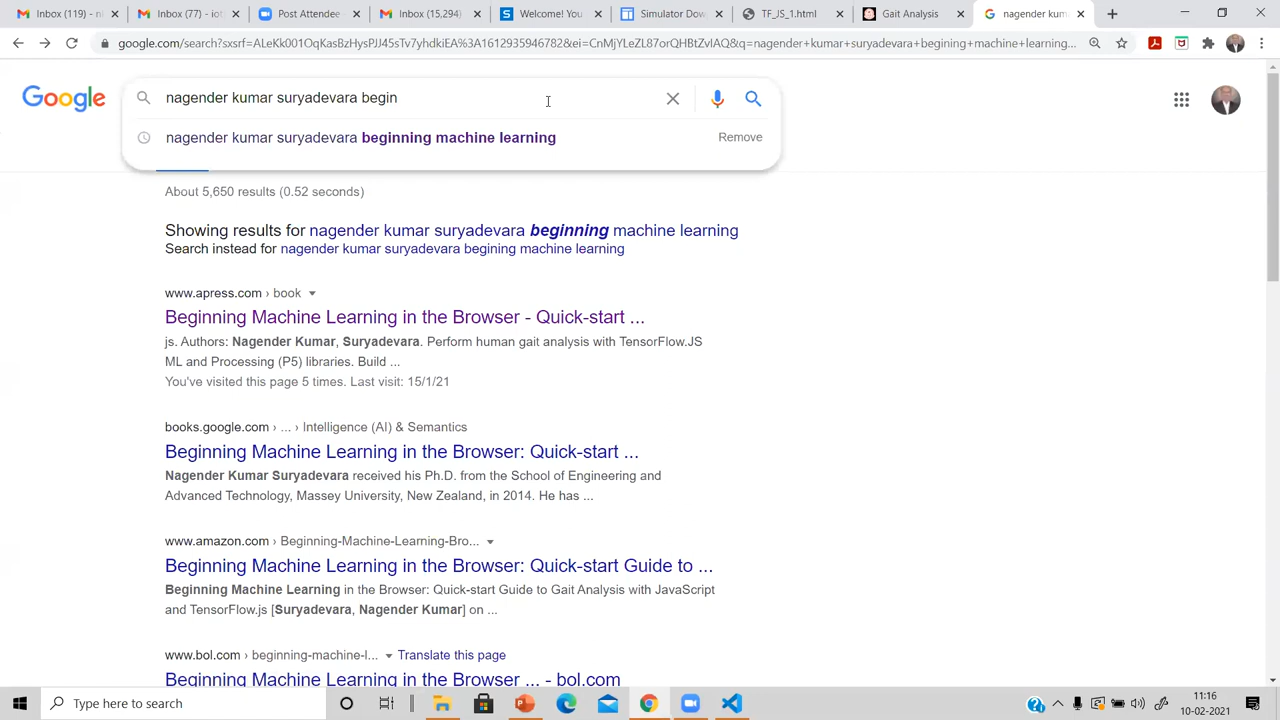 Inbox (119) - n
Inbox (77) - iot
Post Attendee
Inbox (15,294)
Welcome! You
Simulator Dow
TF_JS_1.html
Gait Analysis
nagender kum
google.com/search?sxsrf=ALeKk001OqKasBzHysPJJ45sTv7yhdkiEA%3A1612935946782&ei=CnMjYLeZL87orQHBtZvIAQ&q=nagender+kumar+suryadevara+begining+machine+learning...
Google
nagender kumar suryadevara begin
nagender kumar suryadevara beginning machine learning
Remove
About 5,650 results (0.52 seconds)
Showing results for nagender kumar suryadevara beginning machine learning
Search instead for nagender kumar suryadevara begining machine learning
www.apress.com › book
Beginning Machine Learning in the Browser - Quick-start ...
js. Authors: Nagender Kumar, Suryadevara. Perform human gait analysis with TensorFlow.JS
ML and Processing (P5) libraries. Build ...
You've visited this page 5 times. Last visit: 15/1/21
books.google.com › ... › Intelligence (AI) & Semantics
Beginning Machine Learning in the Browser: Quick-start ...
Nagender Kumar Suryadevara received his Ph.D. from the School of Engineering and
Advanced Technology, Massey University, New Zealand, in 2014. He has ...
www.amazon.com › Beginning-Machine-Learning-Bro...
Beginning Machine Learning in the Browser: Quick-start Guide to ...
Beginning Machine Learning in the Browser: Quick-start Guide to Gait Analysis with JavaScript
and TensorFlow.js [Suryadevara, Nagender Kumar] on ...
www.bol.com › beginning-machine-l... Translate this page
Beginning Machine Learning in the Browser ... - bol.com
Type here to search
11:16
10-02-2021